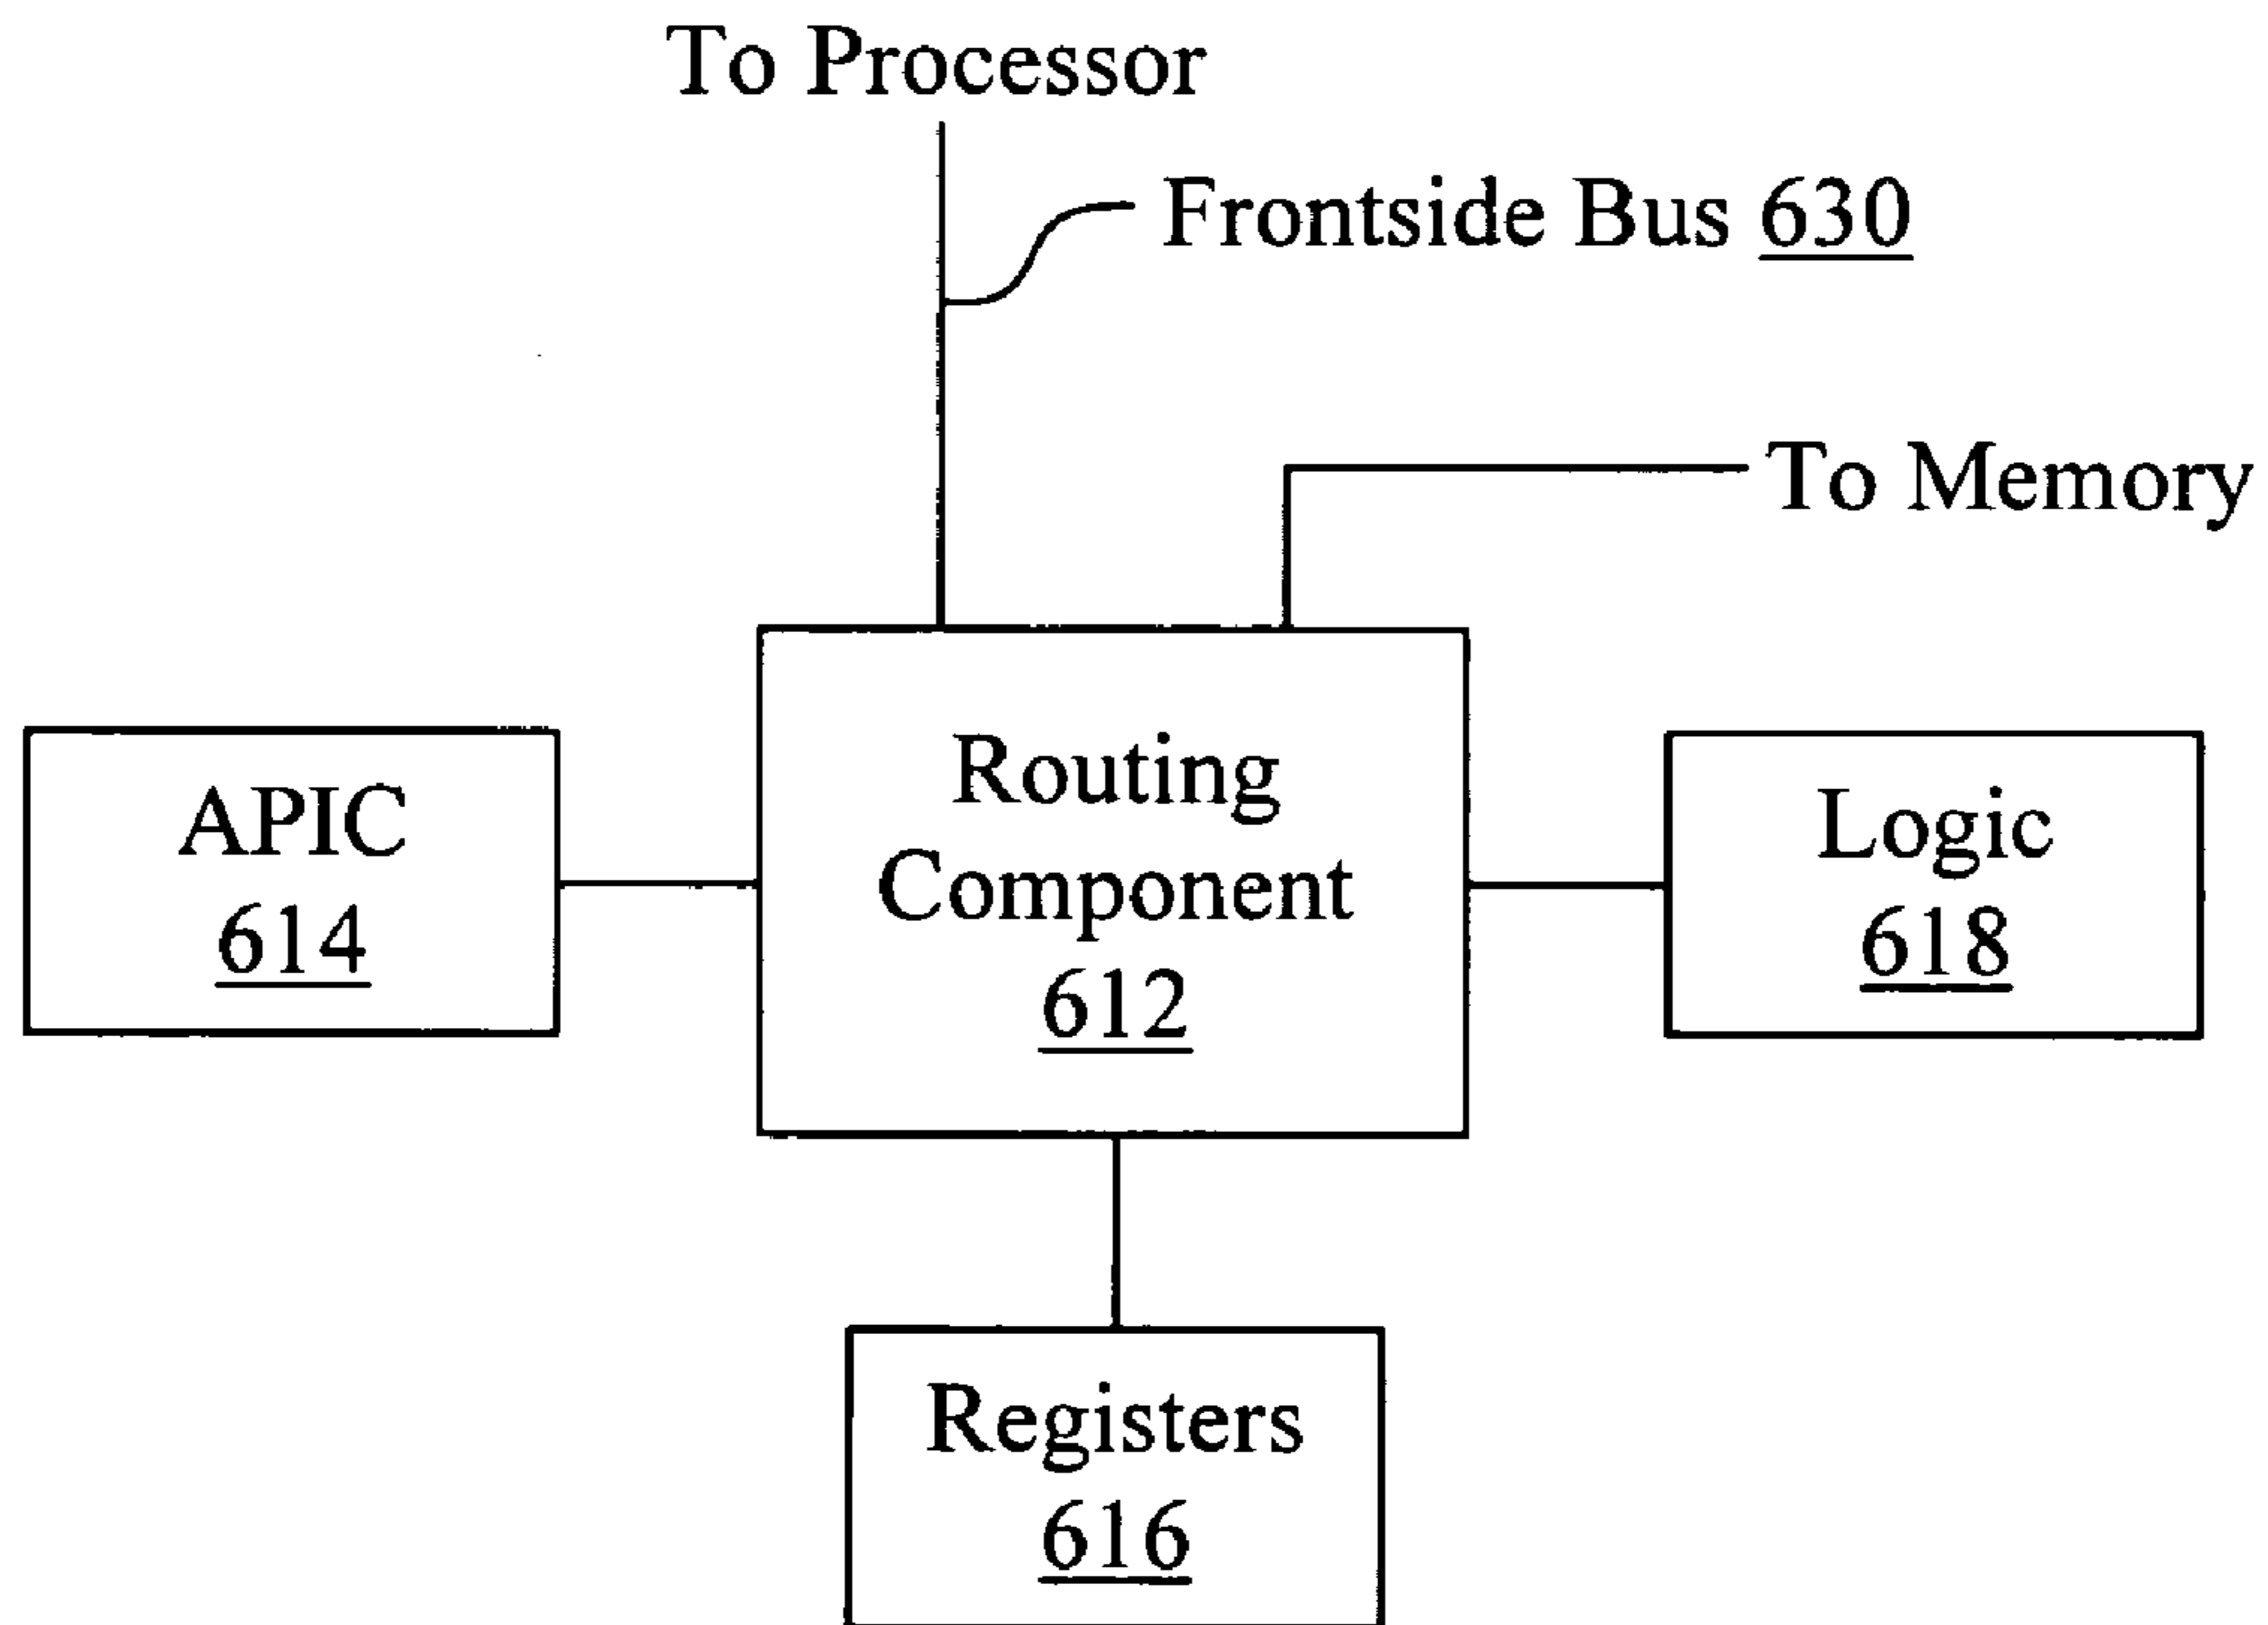 To Processor
Frontside Bus 630
To Memory
Routing
Component
612
APIC
614
Logic
618
Registers
616